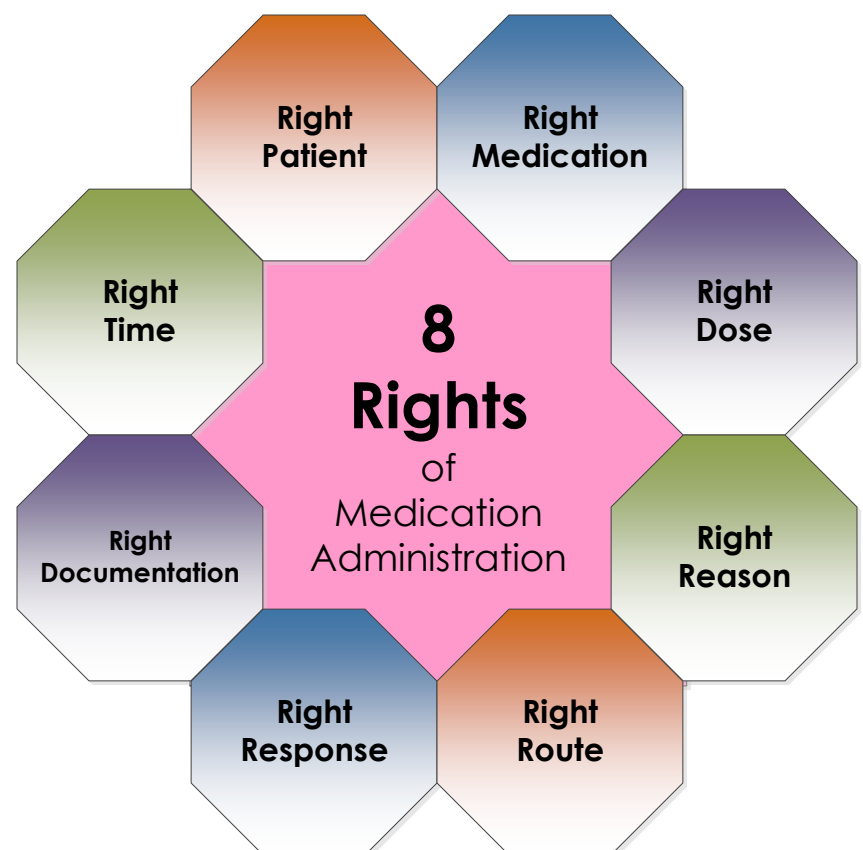 Right
Patient
Right
Medication
Right
Time
Right
Dose
8
Rights
of
Medication
Administration
Right
Documentation
Right
Reason
Right
Response
Right
Route